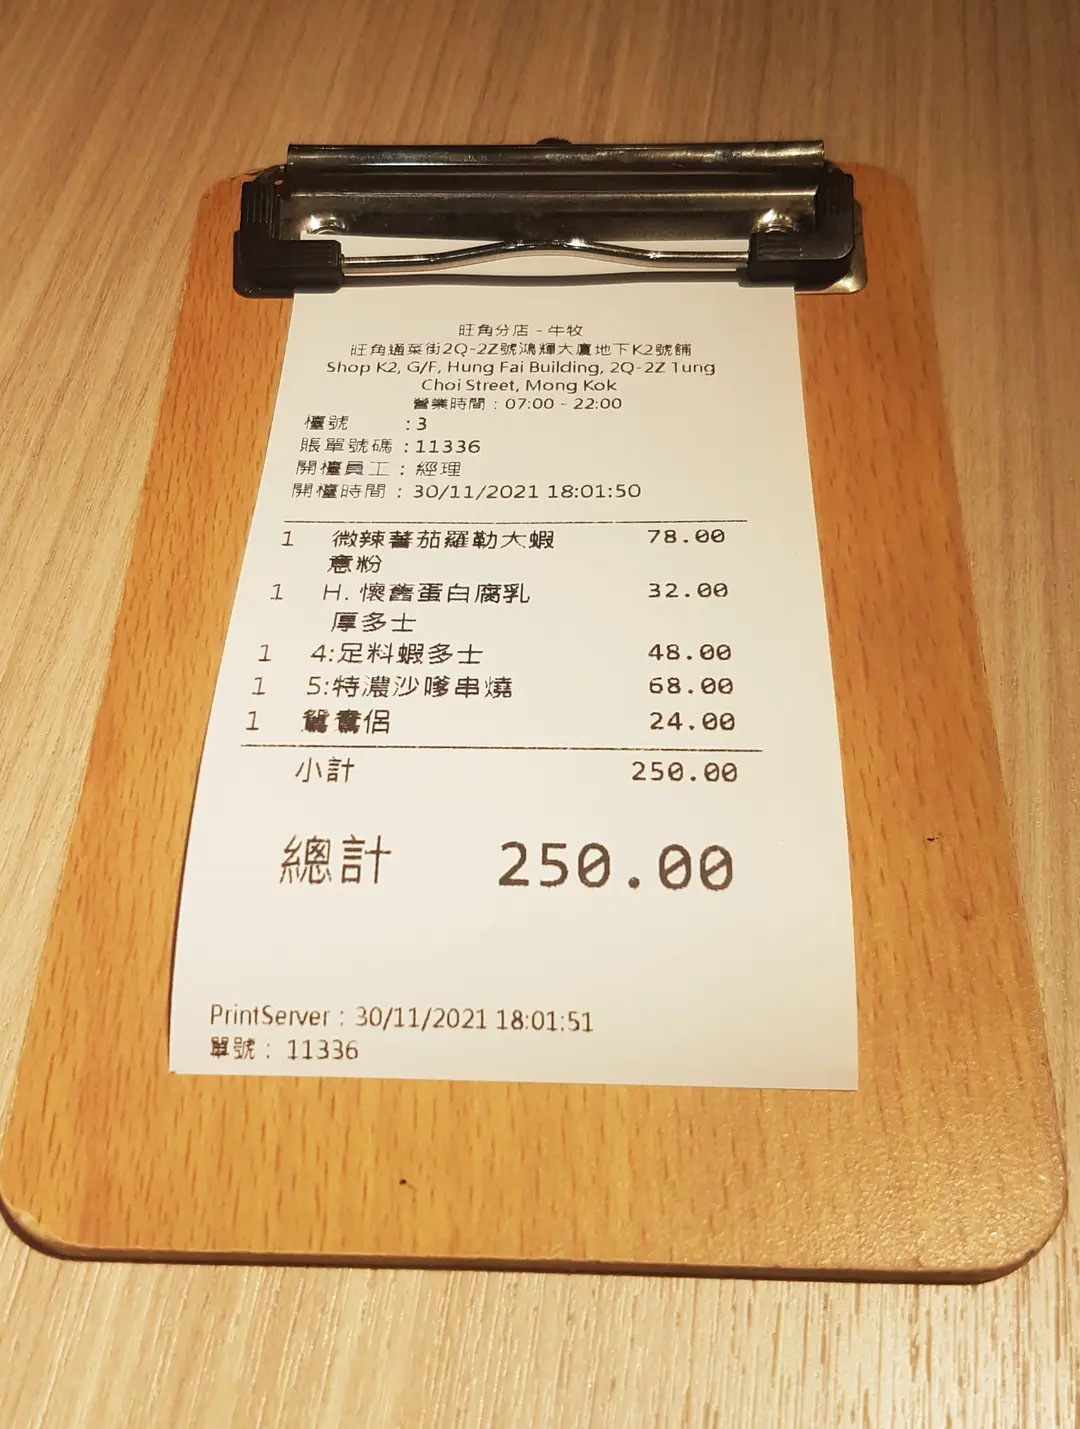 旺角分店 - 牛牧
旺角通菜街2Q-2Z號鴻輝大廈地下K2號舖
Shop K2, G/F, Hung Fai Building, 2Q-2Z Tung
Choi Street, Mong Kok
營業時間 : 07:00 - 22:00
檯號 : 3
賬單號碼 : 11336
開檯員工 : 經理
開檯時間 : 30/11/2021 18:01:50
1 微辣蕃茄羅勒大蝦 78.00
意粉
1 H. 懷舊蛋白腐乳 32.00
厚多士
1 4:足料蝦多士 48.00
1 5:特濃沙嗲串燒 68.00
1 鴛鴦侶 24.00
小計 250.00
總計 250.00
PrintServer : 30/11/2021 18:01:51
單號 : 11336